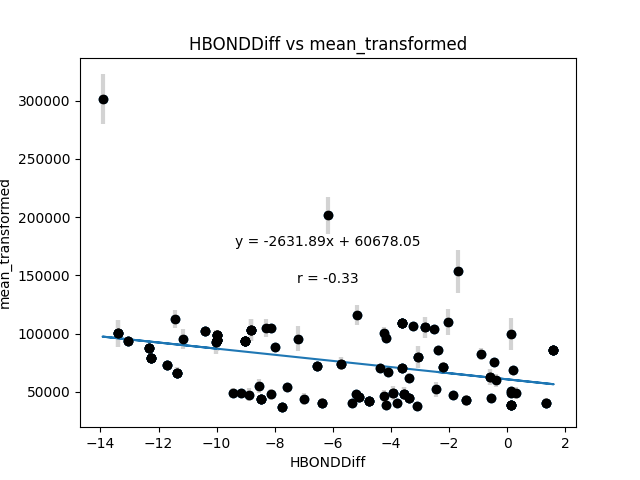 HBONDDiff vs mean_transformed
300000
250000
200000
150000
100000
50000
mean_transformed
y = -2631.89x + 60678.05
r = -0.33
−14 −12 −10 −8 −6 −4 −2 0 2
HBONDDiff